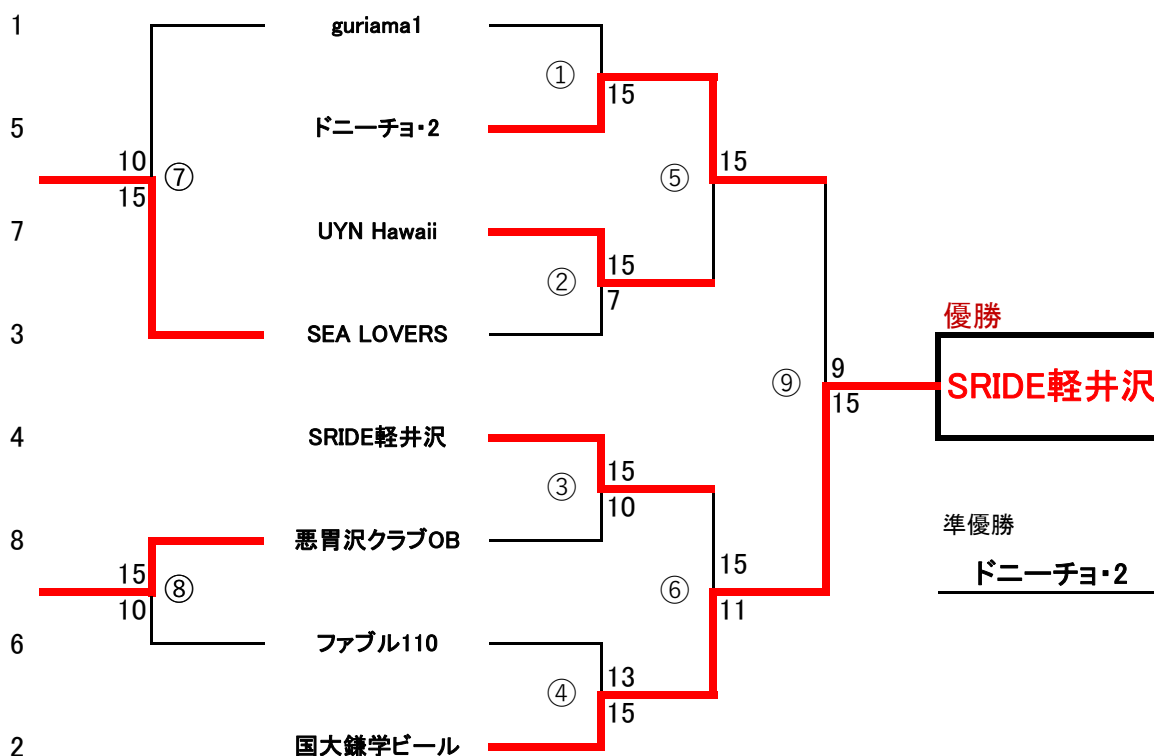 1 guriama1
①
15
5 ドニーチョ・2
10 ⑦
15
⑤ 15
7 UYN Hawaii
② 15
7
3 SEA LOVERS
優勝
⑨ 9
15
SRIDE軽井沢
4 SRIDE軽井沢
③ 15
10
準優勝
8 悪胃沢クラブOB
ドニーチョ・2
15 ⑧
10
⑥ 15
11
6 ファブル110
④ 13
15
2 国大鎌学ビール